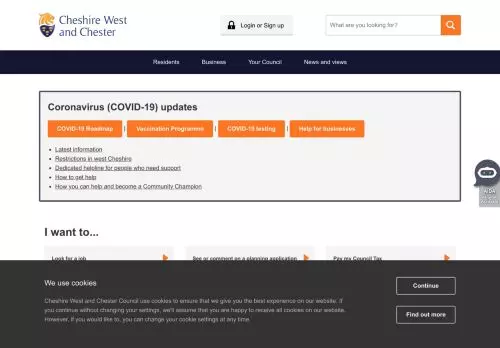 Cheshire West
and Chester
Login or Sign up
What are you looking for?
Residents Business Your Council News and views
Coronavirus (COVID-19) updates
COVID-19 Roadmap | Vaccination Programme | COVID-19 testing | Help for businesses
Latest information
Restrictions in west Cheshire
Dedicated helpline for people who need support
How to get help
How you can help and become a Community Champion
AIDA
I want to...
Look for a job
See or comment on a planning application
Pay my Council Tax
We use cookies
Cheshire West and Chester Council use cookies to ensure that we give you the best experience on our website. If
you continue without changing your settings, we'll assume that you are happy to receive all cookies on our website.
However, if you would like to, you can change your cookie settings at any time.
Continue
Find out more